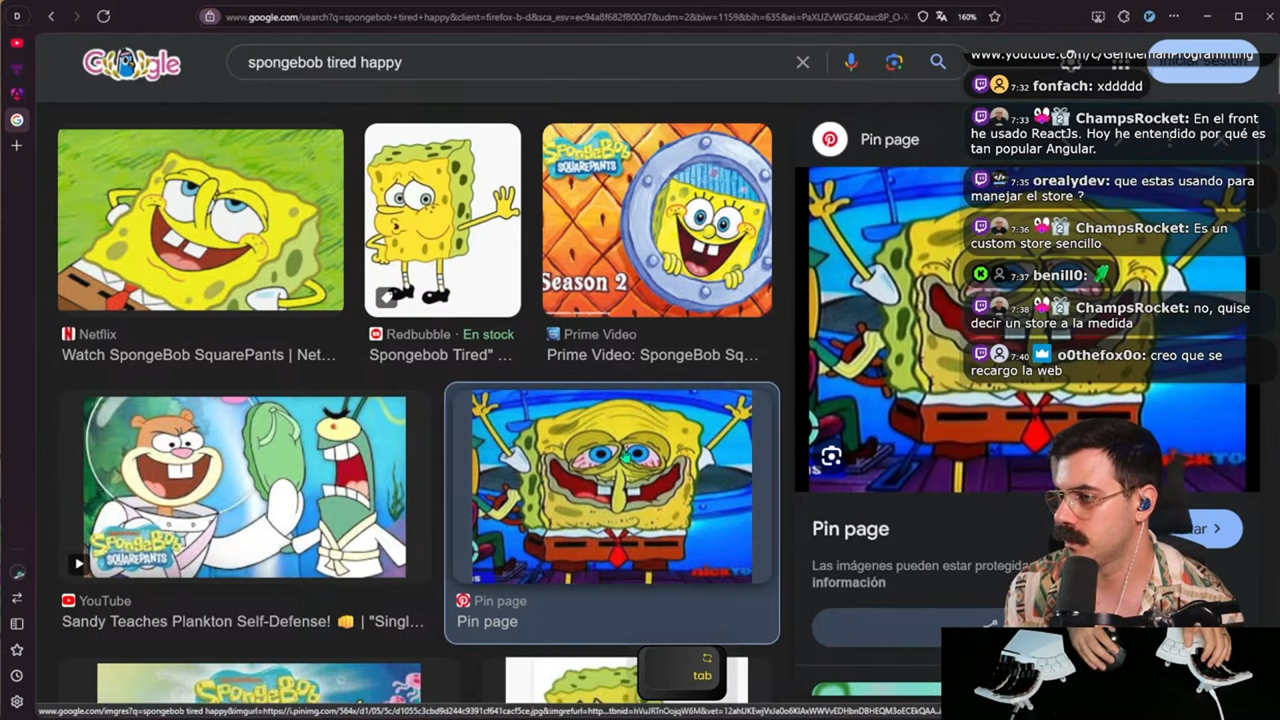 D
www.google.com/search?q=spongebob+tired+happy&client=firefox-b-d&sca_esv=ec94a8f682f800d7&udm=2&biw=1159&bih=635&ei=PaXUZvWGE4Daxc8P_O-X
160%
Google
spongebob tired happy
www.youtube.com/c/GentlemanProgramming
7:32 fonfach: xddddd
7:33 ChampsRocket: En el front
he usado ReactJs. Hoy he entendido por qué es
tan popular Angular.
7:35 orealydev: que estas usando para
manejar el store ?
7:36 ChampsRocket: Es un
custom store sencillo
7:37 benill0:
7:38 ChampsRocket: no, quise
decir un store a la medida
7:40 o0thefox0o: creo que se
recargo la web
Pin page
SpongeBob
SQUAREPANTS
Season 2
Netflix
Watch SpongeBob SquarePants | Net...
Redbubble · En stock
Spongebob Tired" ...
Prime Video
Prime Video: SpongeBob Sq...
SpongeBob
SQUAREPANTS
YouTube
Sandy Teaches Plankton Self-Defense! 👊 | "Singl...
Pin page
Pin page
Pin page
Las imágenes pueden estar protegida
información
tab